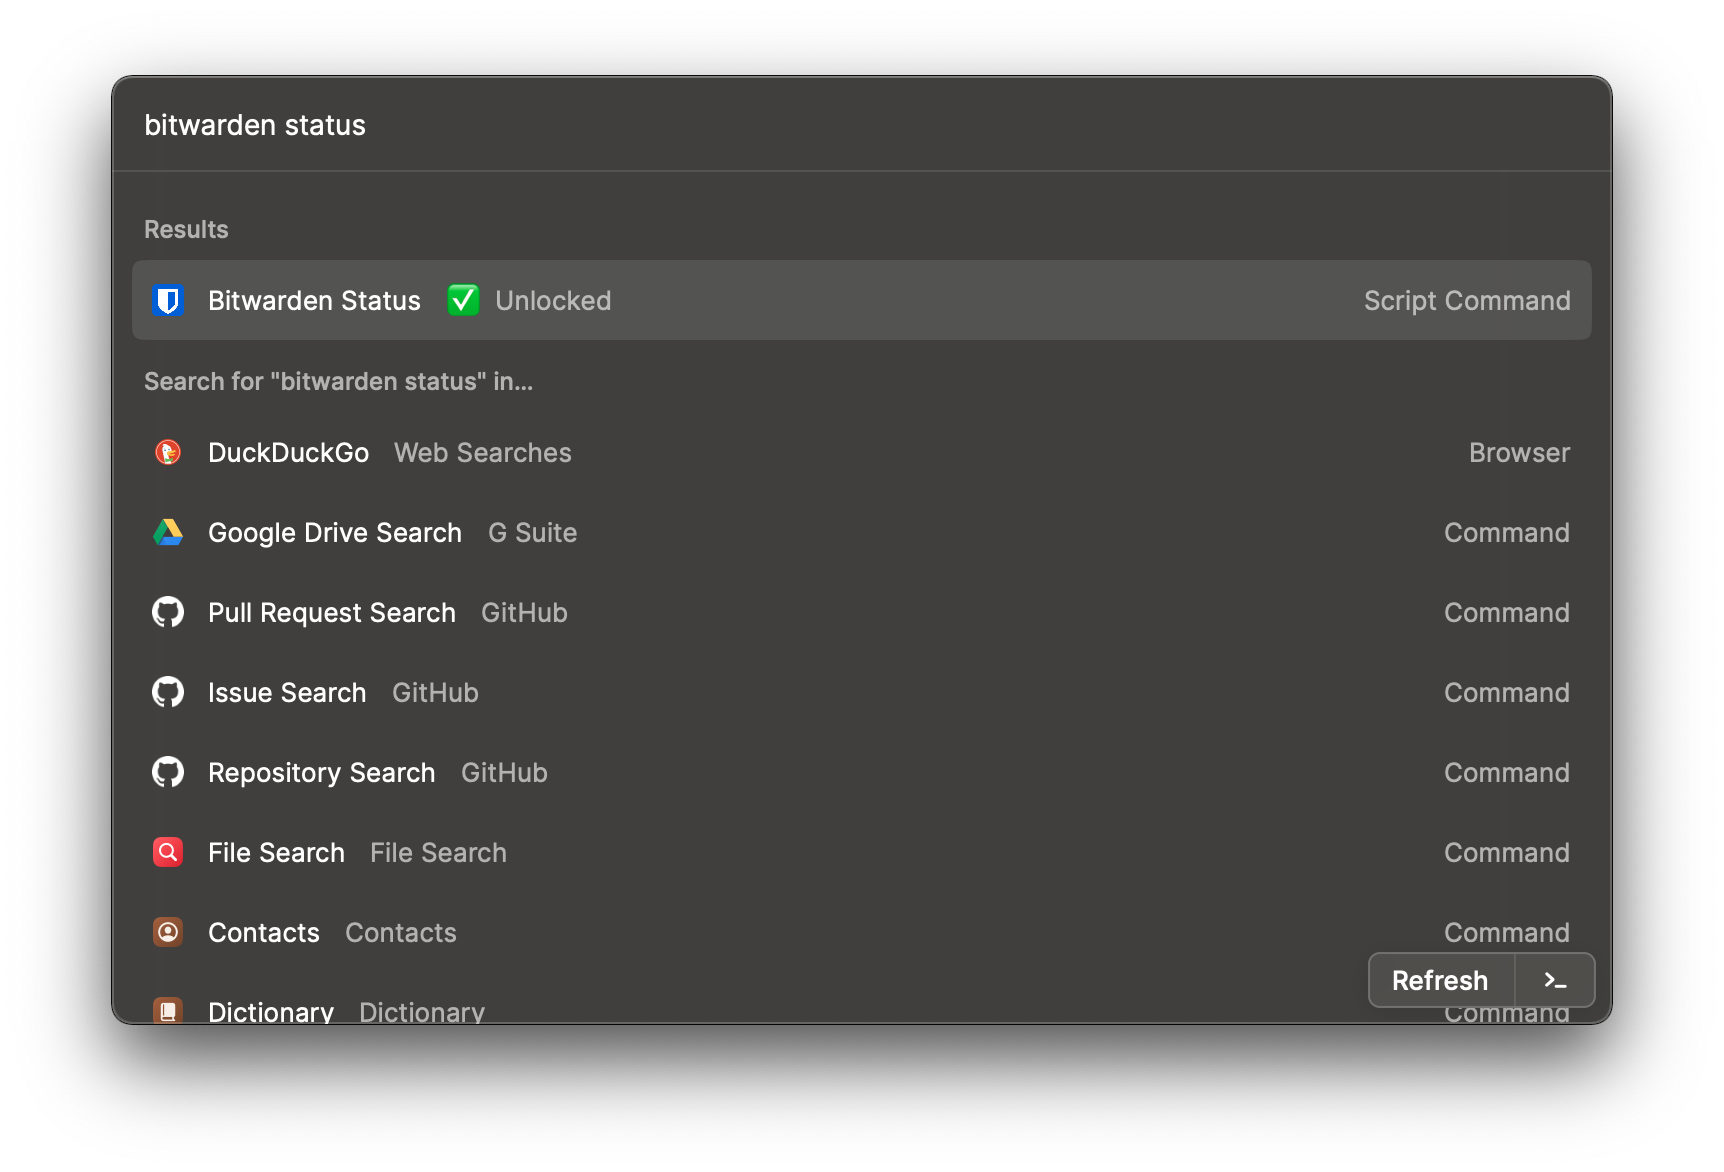 bitwarden status
Results
Bitwarden Status ✅ Unlocked Script Command
Search for "bitwarden status" in...
DuckDuckGo Web Searches Browser
Google Drive Search G Suite Command
Pull Request Search GitHub Command
Issue Search GitHub Command
Repository Search GitHub Command
File Search File Search Command
Contacts Contacts Command
Refresh >_
Dictionary Dictionary Command